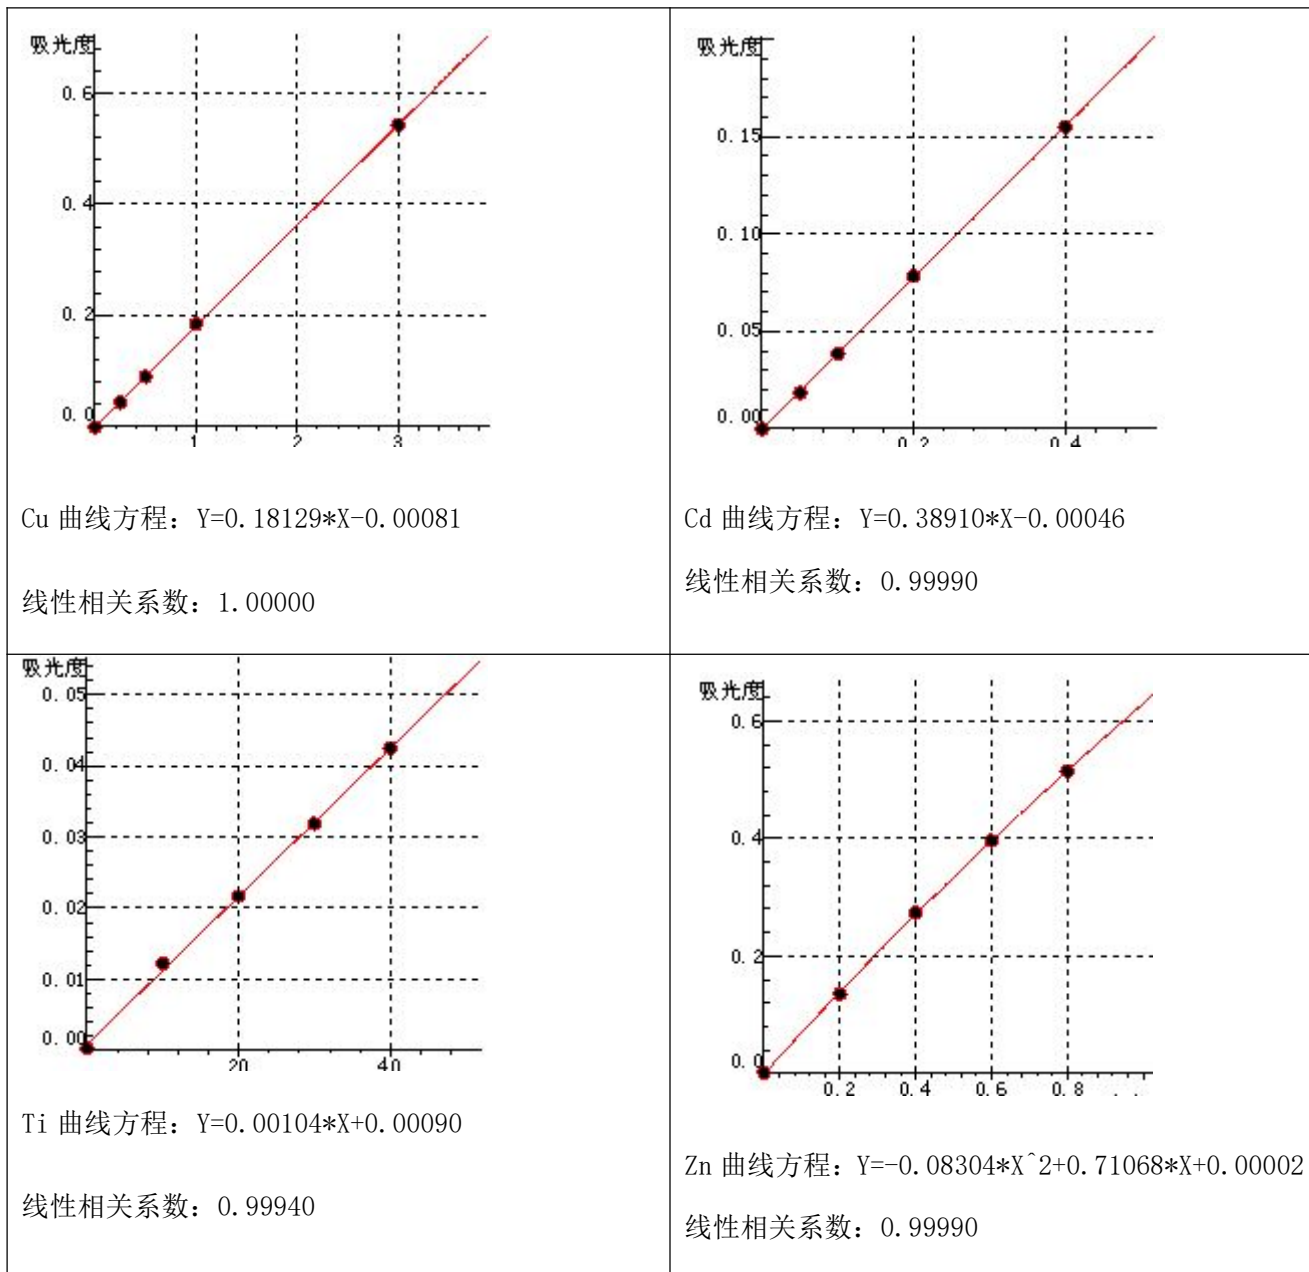 吸光度
0.6
0.4
0.2
0.0
1 2 3
Cu 曲线方程：Y=0.18129*X-0.00081
线性相关系数：1.00000
吸光度
0.15
0.10
0.05
0.00
0.2 0.4
Cd 曲线方程：Y=0.38910*X-0.00046
线性相关系数：0.99990
吸光度
0.05
0.04
0.03
0.02
0.01
0.00
20 40
Ti 曲线方程：Y=0.00104*X+0.00090
线性相关系数：0.99940
吸光度
0.6
0.4
0.2
0.0
0.2 0.4 0.6 0.8
Zn 曲线方程：Y=-0.08304*X^2+0.71068*X+0.00002
线性相关系数：0.99990